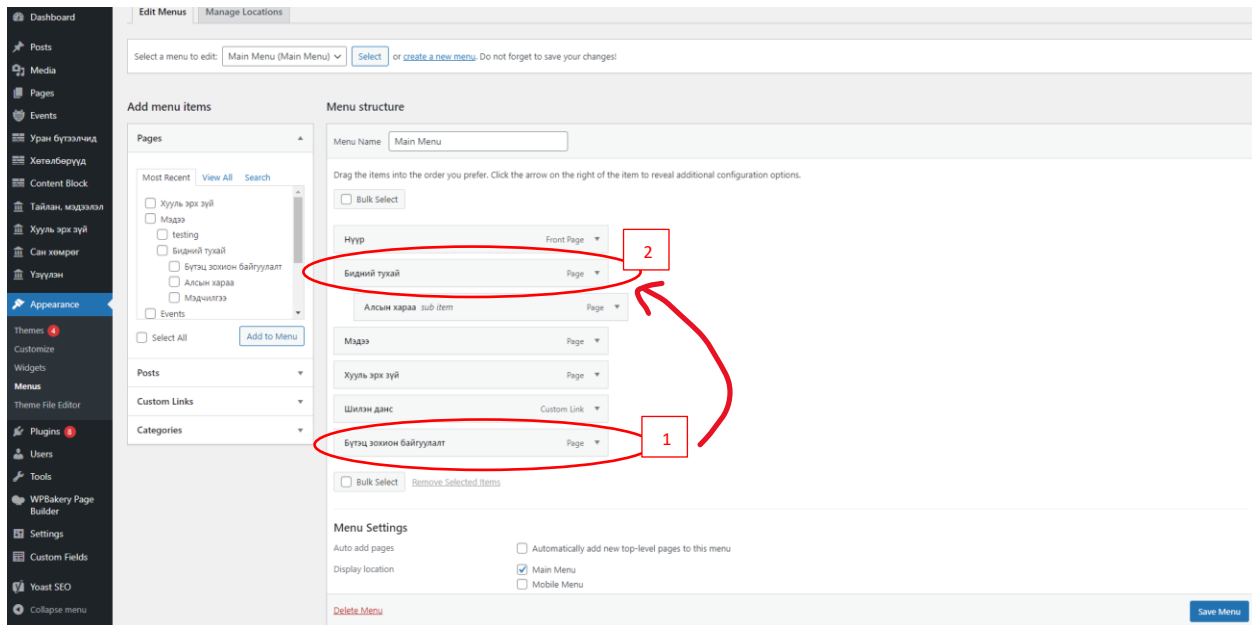 Dashboard
Posts
Media
Pages
Events
Уран бүтээлчид
Хөтөлбөрүүд
Content Block
Тайлан, мэдээлэл
Хууль эрх зүй
Сан хөмрөг
Үзүүлэн
Appearance
Themes 4
Customize
Widgets
Menus
Theme File Editor
Plugins 8
Users
Tools
WPBakery Page
Builder
Settings
Custom Fields
Yoast SEO
Collapse menu
Edit Menus Manage Locations
Select a menu to edit: Main Menu (Main Menu) Select or create a new menu. Do not forget to save your changes!
Add menu items
Pages
Most Recent View All Search
Хууль эрх зүй
Мэдээ
testing
Бидний тухай
Бүтэц зохион байгуулалт
Алсын хараа
Мэдчилгээ
Events
Select All Add to Menu
Posts
Custom Links
Categories
Menu structure
Menu Name Main Menu
Drag the items into the order you prefer. Click the arrow on the right of the item to reveal additional configuration options.
Bulk Select
Нүүр Front Page
2
Бидний тухай Page
Алсын хараа sub item Page
Мэдээ Page
Хууль эрх зүй Page
Шилэн данс Custom Link
Бүтэц зохион байгуулалт Page
1
Bulk Select Remove Selected Items
Menu Settings
Auto add pages Automatically add new top-level pages to this menu
Display location Main Menu
Mobile Menu
Delete Menu Save Menu